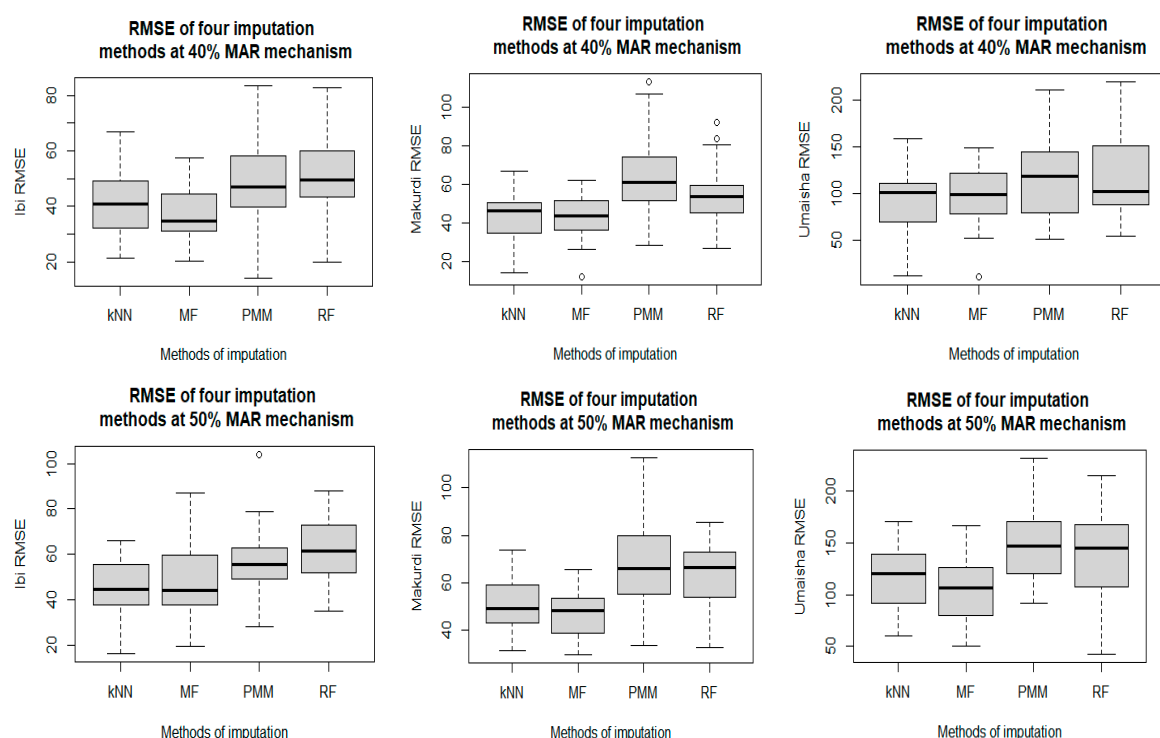 RMSE of four imputation
methods at 40% MAR mechanism
Ibi RMSE
80
60
40
20
kNN MF PMM RF
Methods of imputation
RMSE of four imputation
methods at 40% MAR mechanism
Makurdi RMSE
100
80
60
40
20
kNN MF PMM RF
Methods of imputation
RMSE of four imputation
methods at 40% MAR mechanism
Umaisha RMSE
200
150
100
50
kNN MF PMM RF
Methods of imputation
RMSE of four imputation
methods at 50% MAR mechanism
Ibi RMSE
100
80
60
40
20
kNN MF PMM RF
Methods of imputation
RMSE of four imputation
methods at 50% MAR mechanism
Makurdi RMSE
100
80
60
40
kNN MF PMM RF
Methods of imputation
RMSE of four imputation
methods at 50% MAR mechanism
Umaisha RMSE
200
150
100
50
kNN MF PMM RF
Methods of imputation